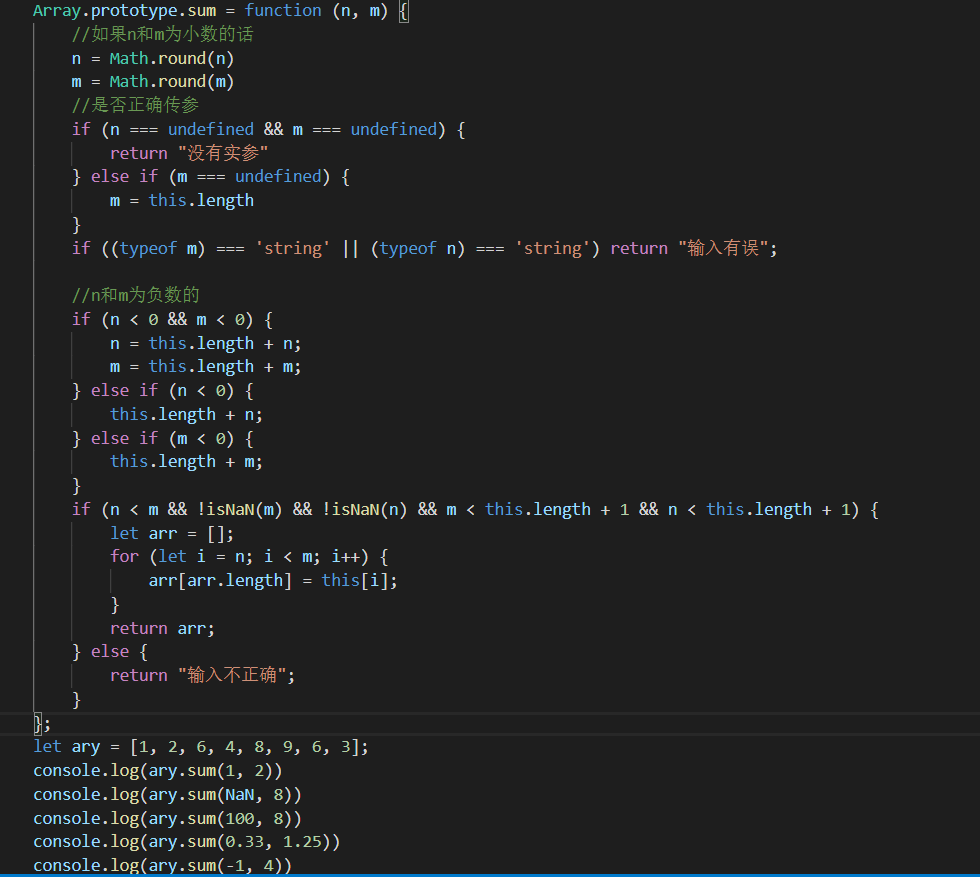 Array.prototype.sum = function (n, m) {
//如果n和m为小数的话
n = Math.round(n)
m = Math.round(m)
//是否正确传参
if (n === undefined && m === undefined) {
return "没有实参"
} else if (m === undefined) {
m = this.length
}
if ((typeof m) === 'string' || (typeof n) === 'string') return "输入有误";
//n和m为负数的
if (n < 0 && m < 0) {
n = this.length + n;
m = this.length + m;
} else if (n < 0) {
this.length + n;
} else if (m < 0) {
this.length + m;
}
if (n < m && !isNaN(m) && !isNaN(n) && m < this.length + 1 && n < this.length + 1) {
let arr = [];
for (let i = n; i < m; i++) {
arr[arr.length] = this[i];
}
return arr;
} else {
return "输入不正确";
}
};
let ary = [1, 2, 6, 4, 8, 9, 6, 3];
console.log(ary.sum(1, 2))
console.log(ary.sum(NaN, 8))
console.log(ary.sum(100, 8))
console.log(ary.sum(0.33, 1.25))
console.log(ary.sum(-1, 4))